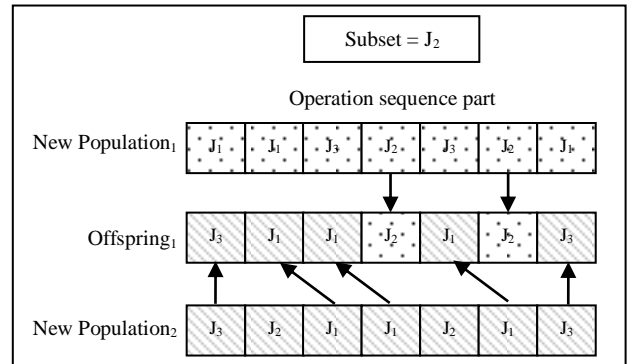 Subset = J₂
Operation sequence part
New Population₁ J₁ J₁ J₃ J₂ J₃ J₂ J₁
Offspring₁ J₃ J₁ J₁ J₂ J₁ J₂ J₃
New Population₂ J₃ J₂ J₁ J₁ J₂ J₁ J₃